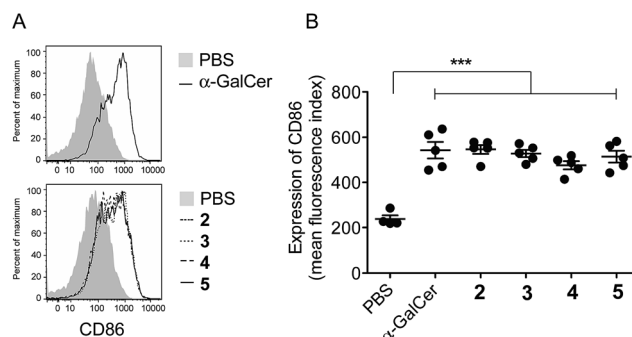 A
B
Percent of maximum
100
80
60
40
20
0
0 10 100 1000 10000
PBS
α-GalCer
Percent of maximum
100
80
60
40
20
0
0 10 100 1000 10000
PBS
2
3
4
5
CD86
***
Expression of CD86
(mean fluorescence index)
800
600
400
200
0
PBS
α-GalCer
2
3
4
5